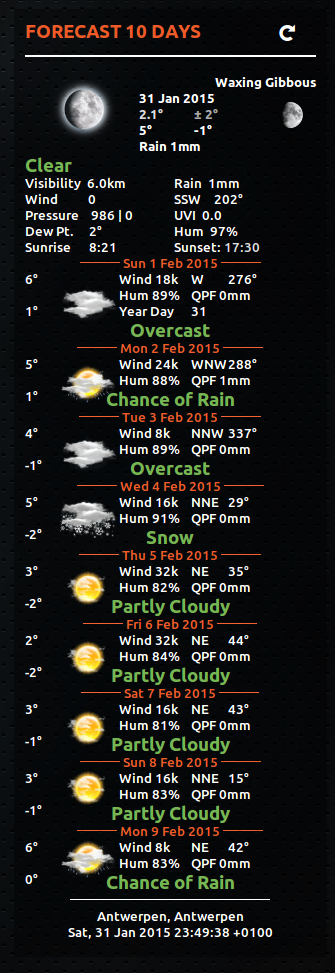 FORECAST 10 DAYS
Waxing Gibbous
31 Jan 2015
2.1° ± 2°
5° -1°
Rain 1mm
Clear
Visibility 6.0km Rain 1mm
Wind 0 SSW 202°
Pressure 986 | 0 UVI 0.0
Dew Pt. 2° Hum 97%
Sunrise 8:21 Sunset: 17:30
Sun 1 Feb 2015
6° Wind 18k W 276°
Hum 89% QPF 0mm
1° Year Day 31
Overcast
Mon 2 Feb 2015
5° Wind 24k WNW 288°
Hum 88% QPF 1mm
1° Chance of Rain
Tue 3 Feb 2015
4° Wind 8k NNW 337°
Hum 89% QPF 0mm
-1° Overcast
Wed 4 Feb 2015
5° Wind 16k NNE 29°
Hum 91% QPF 0mm
-2° Snow
Thu 5 Feb 2015
3° Wind 32k NE 35°
Hum 82% QPF 0mm
-2° Partly Cloudy
Fri 6 Feb 2015
2° Wind 32k NE 44°
Hum 84% QPF 0mm
-2° Partly Cloudy
Sat 7 Feb 2015
3° Wind 16k NE 43°
Hum 81% QPF 0mm
-1° Partly Cloudy
Sun 8 Feb 2015
3° Wind 16k NNE 15°
Hum 83% QPF 0mm
-1° Partly Cloudy
Mon 9 Feb 2015
6° Wind 8k NE 42°
Hum 83% QPF 0mm
0° Chance of Rain
Antwerpen, Antwerpen
Sat, 31 Jan 2015 23:49:38 +0100